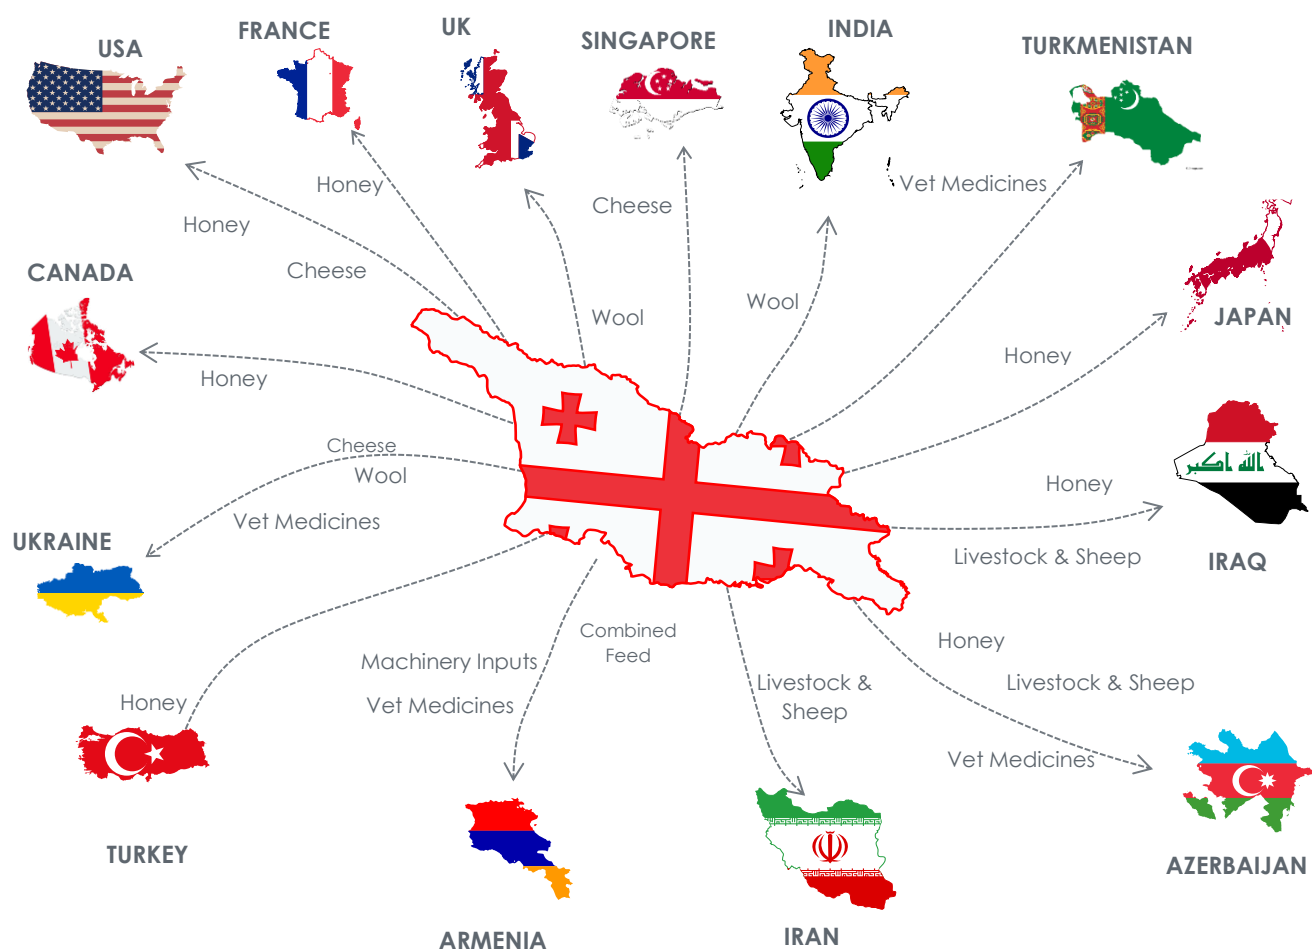 FRANCE
UK
INDIA
USA
SINGAPORE
TURKMENISTAN
Honey
Vet Medicines
Cheese
Honey
CANADA
Cheese
Wool
Wool
JAPAN
Honey
Honey
Cheese
Wool
الله اكبر
Honey
Vet Medicines
UKRAINE
Livestock & Sheep
IRAQ
Combined
Feed
Honey
Machinery Inputs
Livestock &
Sheep
Livestock & Sheep
Honey
Vet Medicines
Vet Medicines
TURKEY
AZERBAIJAN
ARMENIA
IRAN